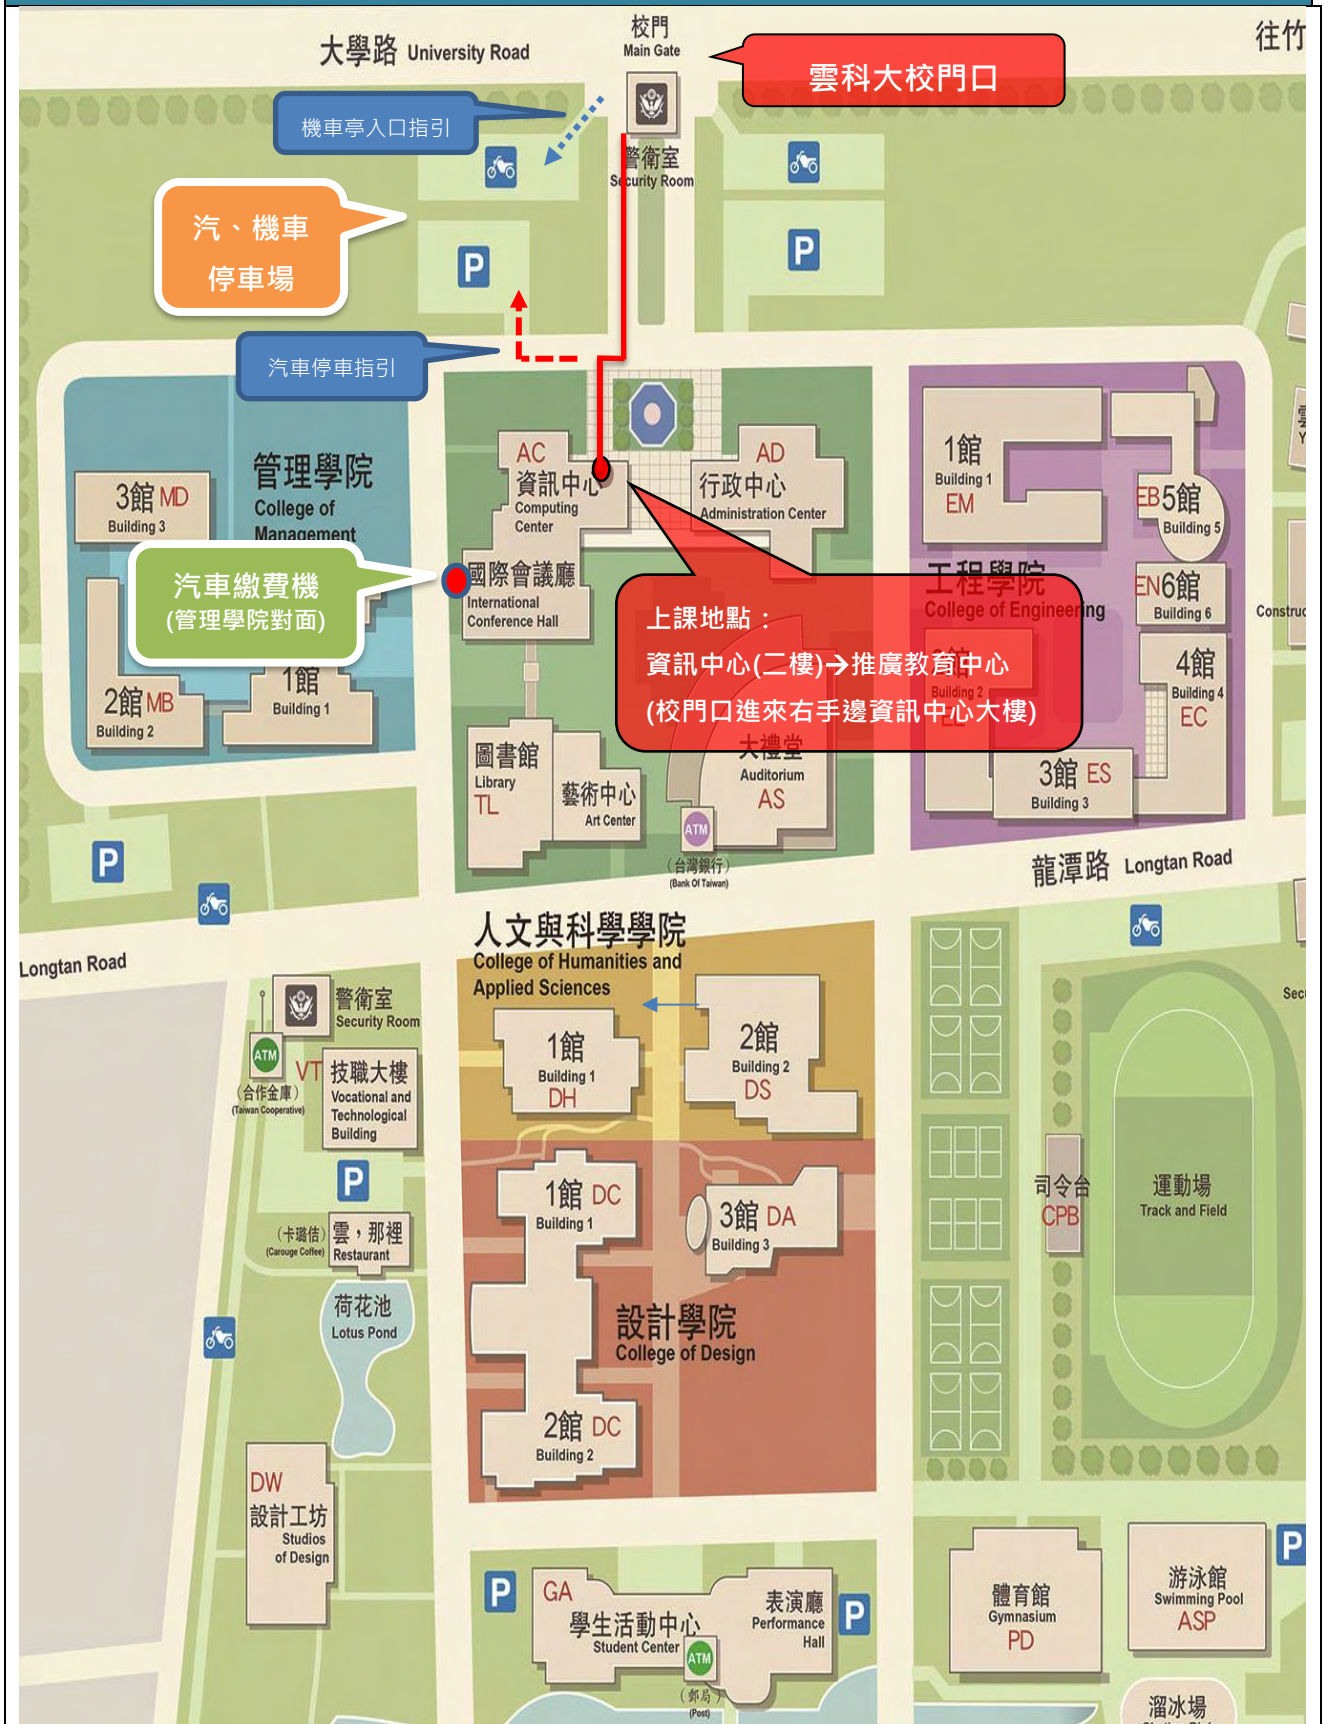 校門
Main Gate
大學路 University Road
往竹
雲科大校門口
機車亭入口指引
警衛室
Security Room
汽、機車
停車場
P
P
汽車停車指引
管理學院
College of
Management
3館 MD
Building 3
汽車繳費機
(管理學院對面)
2館 MB
Building 2
1館
Building 1
AC
資訊中心
Computing
Center
國際會議廳
International
Conference Hall
AD
行政中心
Administration Center
上課地點：
資訊中心(二樓)→推廣教育中心
(校門口進來右手邊資訊中心大樓)
1館
Building 1
EM
EB 5館
Building 5
工程學院
College of Engineering
EN 6館
Building 6
Building 2
4館
Building 4
EC
3館 ES
Building 3
圖書館
Library
TL
藝術中心
Art Center
大禮堂
Auditorium
AS
ATM
(台灣銀行)
(Bank Of Taiwan)
P
龍潭路 Longtan Road
Longtan Road
人文與科學學院
College of Humanities and
Applied Sciences
警衛室
Security Room
ATM
(合作金庫)
(Taiwan Cooperative)
VT 技職大樓
Vocational and
Technological
Building
P
1館
Building 1
DH
2館
Building 2
DS
(卡璐佶)
(Carouge Coffee)
雲，那裡
Restaurant
荷花池
Lotus Pond
1館 DC
Building 1
3館 DA
Building 3
設計學院
College of Design
2館 DC
Building 2
司令台
CPB
運動場
Track and Field
DW
設計工坊
Studios
of Design
P
GA
學生活動中心
Student Center
ATM
(郵局)
(Post)
表演廳
Performance
Hall
P
體育館
Gymnasium
PD
游泳館
Swimming Pool
ASP
P
溜冰場